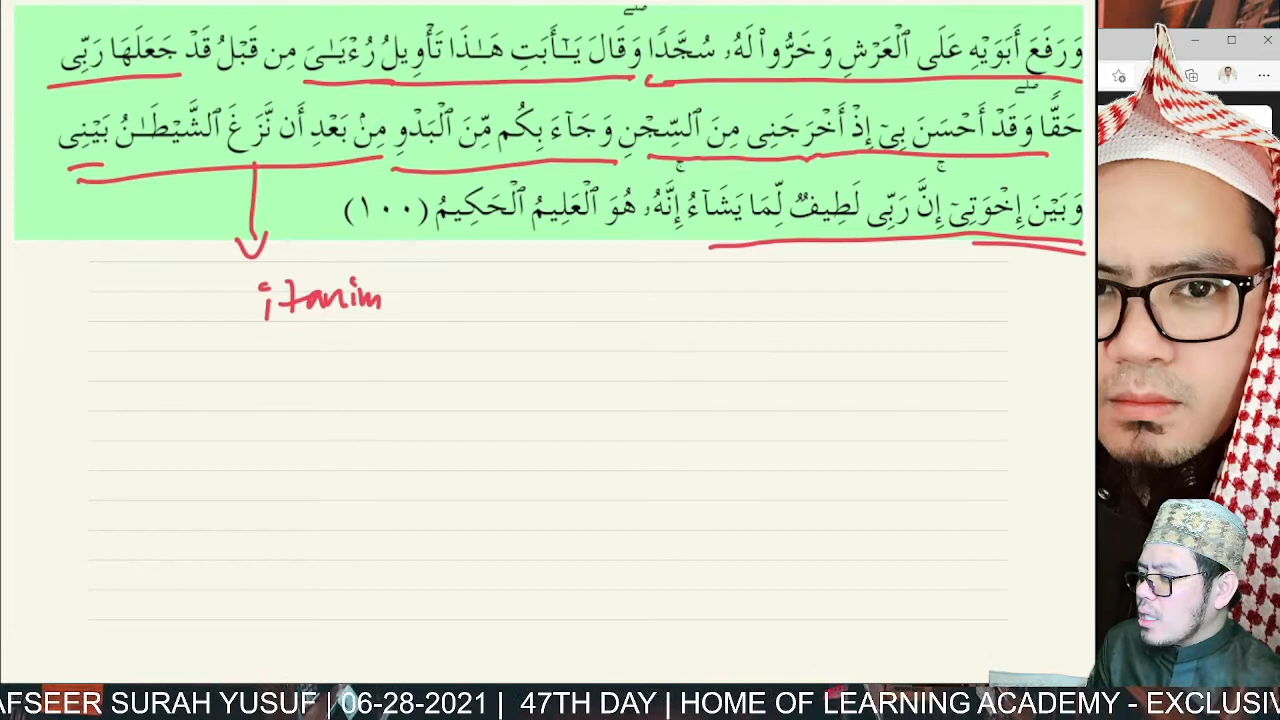 وَرَفَعَ أَبَوَيْهِ عَلَى ٱلْعَرْشِ وَخَرُّوا۟ لَهُۥ سُجَّدًا ۖ وَقَالَ يَـٰٓأَبَتِ هَـٰذَا تَأْوِيلُ رُءْيَـٰىَ مِن قَبْلُ قَدْ جَعَلَهَا رَبِّى
حَقًّا ۖ وَقَدْ أَحْسَنَ بِىٓ إِذْ أَخْرَجَنِى مِنَ ٱلسِّجْنِ وَجَآءَ بِكُم مِّنَ ٱلْبَدْوِ مِنۢ بَعْدِ أَن نَّزَغَ ٱلشَّيْطَـٰنُ بَيْنِى
وَبَيْنَ إِخْوَتِىٓ ۚ إِنَّ رَبِّى لَطِيفٌ لِّمَا يَشَآءُ ۚ إِنَّهُۥ هُوَ ٱلْعَلِيمُ ٱلْحَكِيمُ (١٠٠)
itanim
AFSEER SURAH YUSUF | 06-28-2021 | 47TH DAY | HOME OF LEARNING ACADEMY - EXCLUSIV